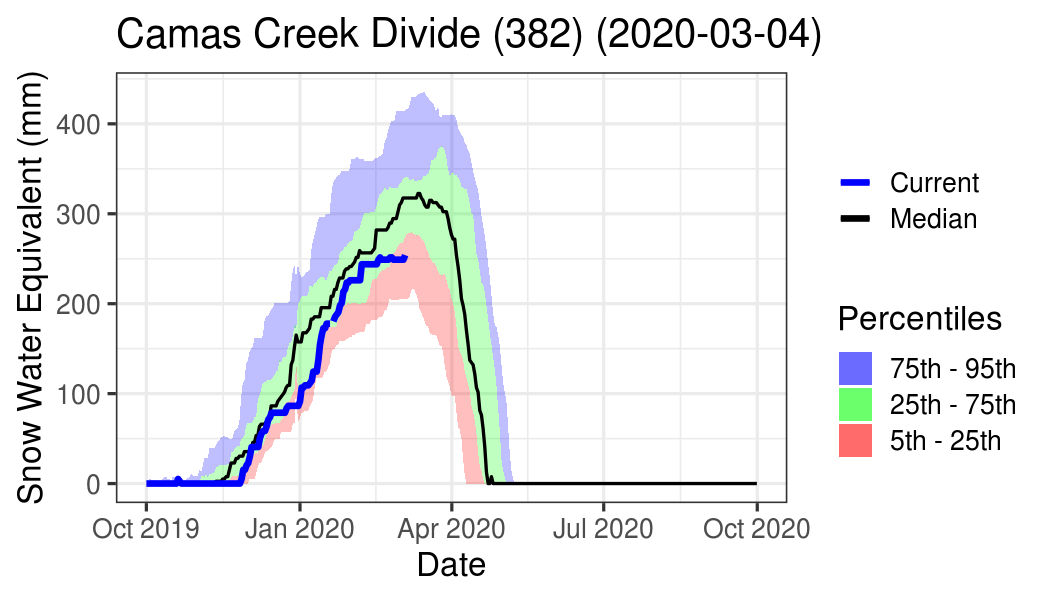 Camas Creek Divide (382) (2020-03-04)
Snow Water Equivalent (mm)
400
300
200
100
0
Oct 2019
Jan 2020
Apr 2020
Jul 2020
Oct 2020
Date
Current
Median
Percentiles
75th - 95th
25th - 75th
5th - 25th